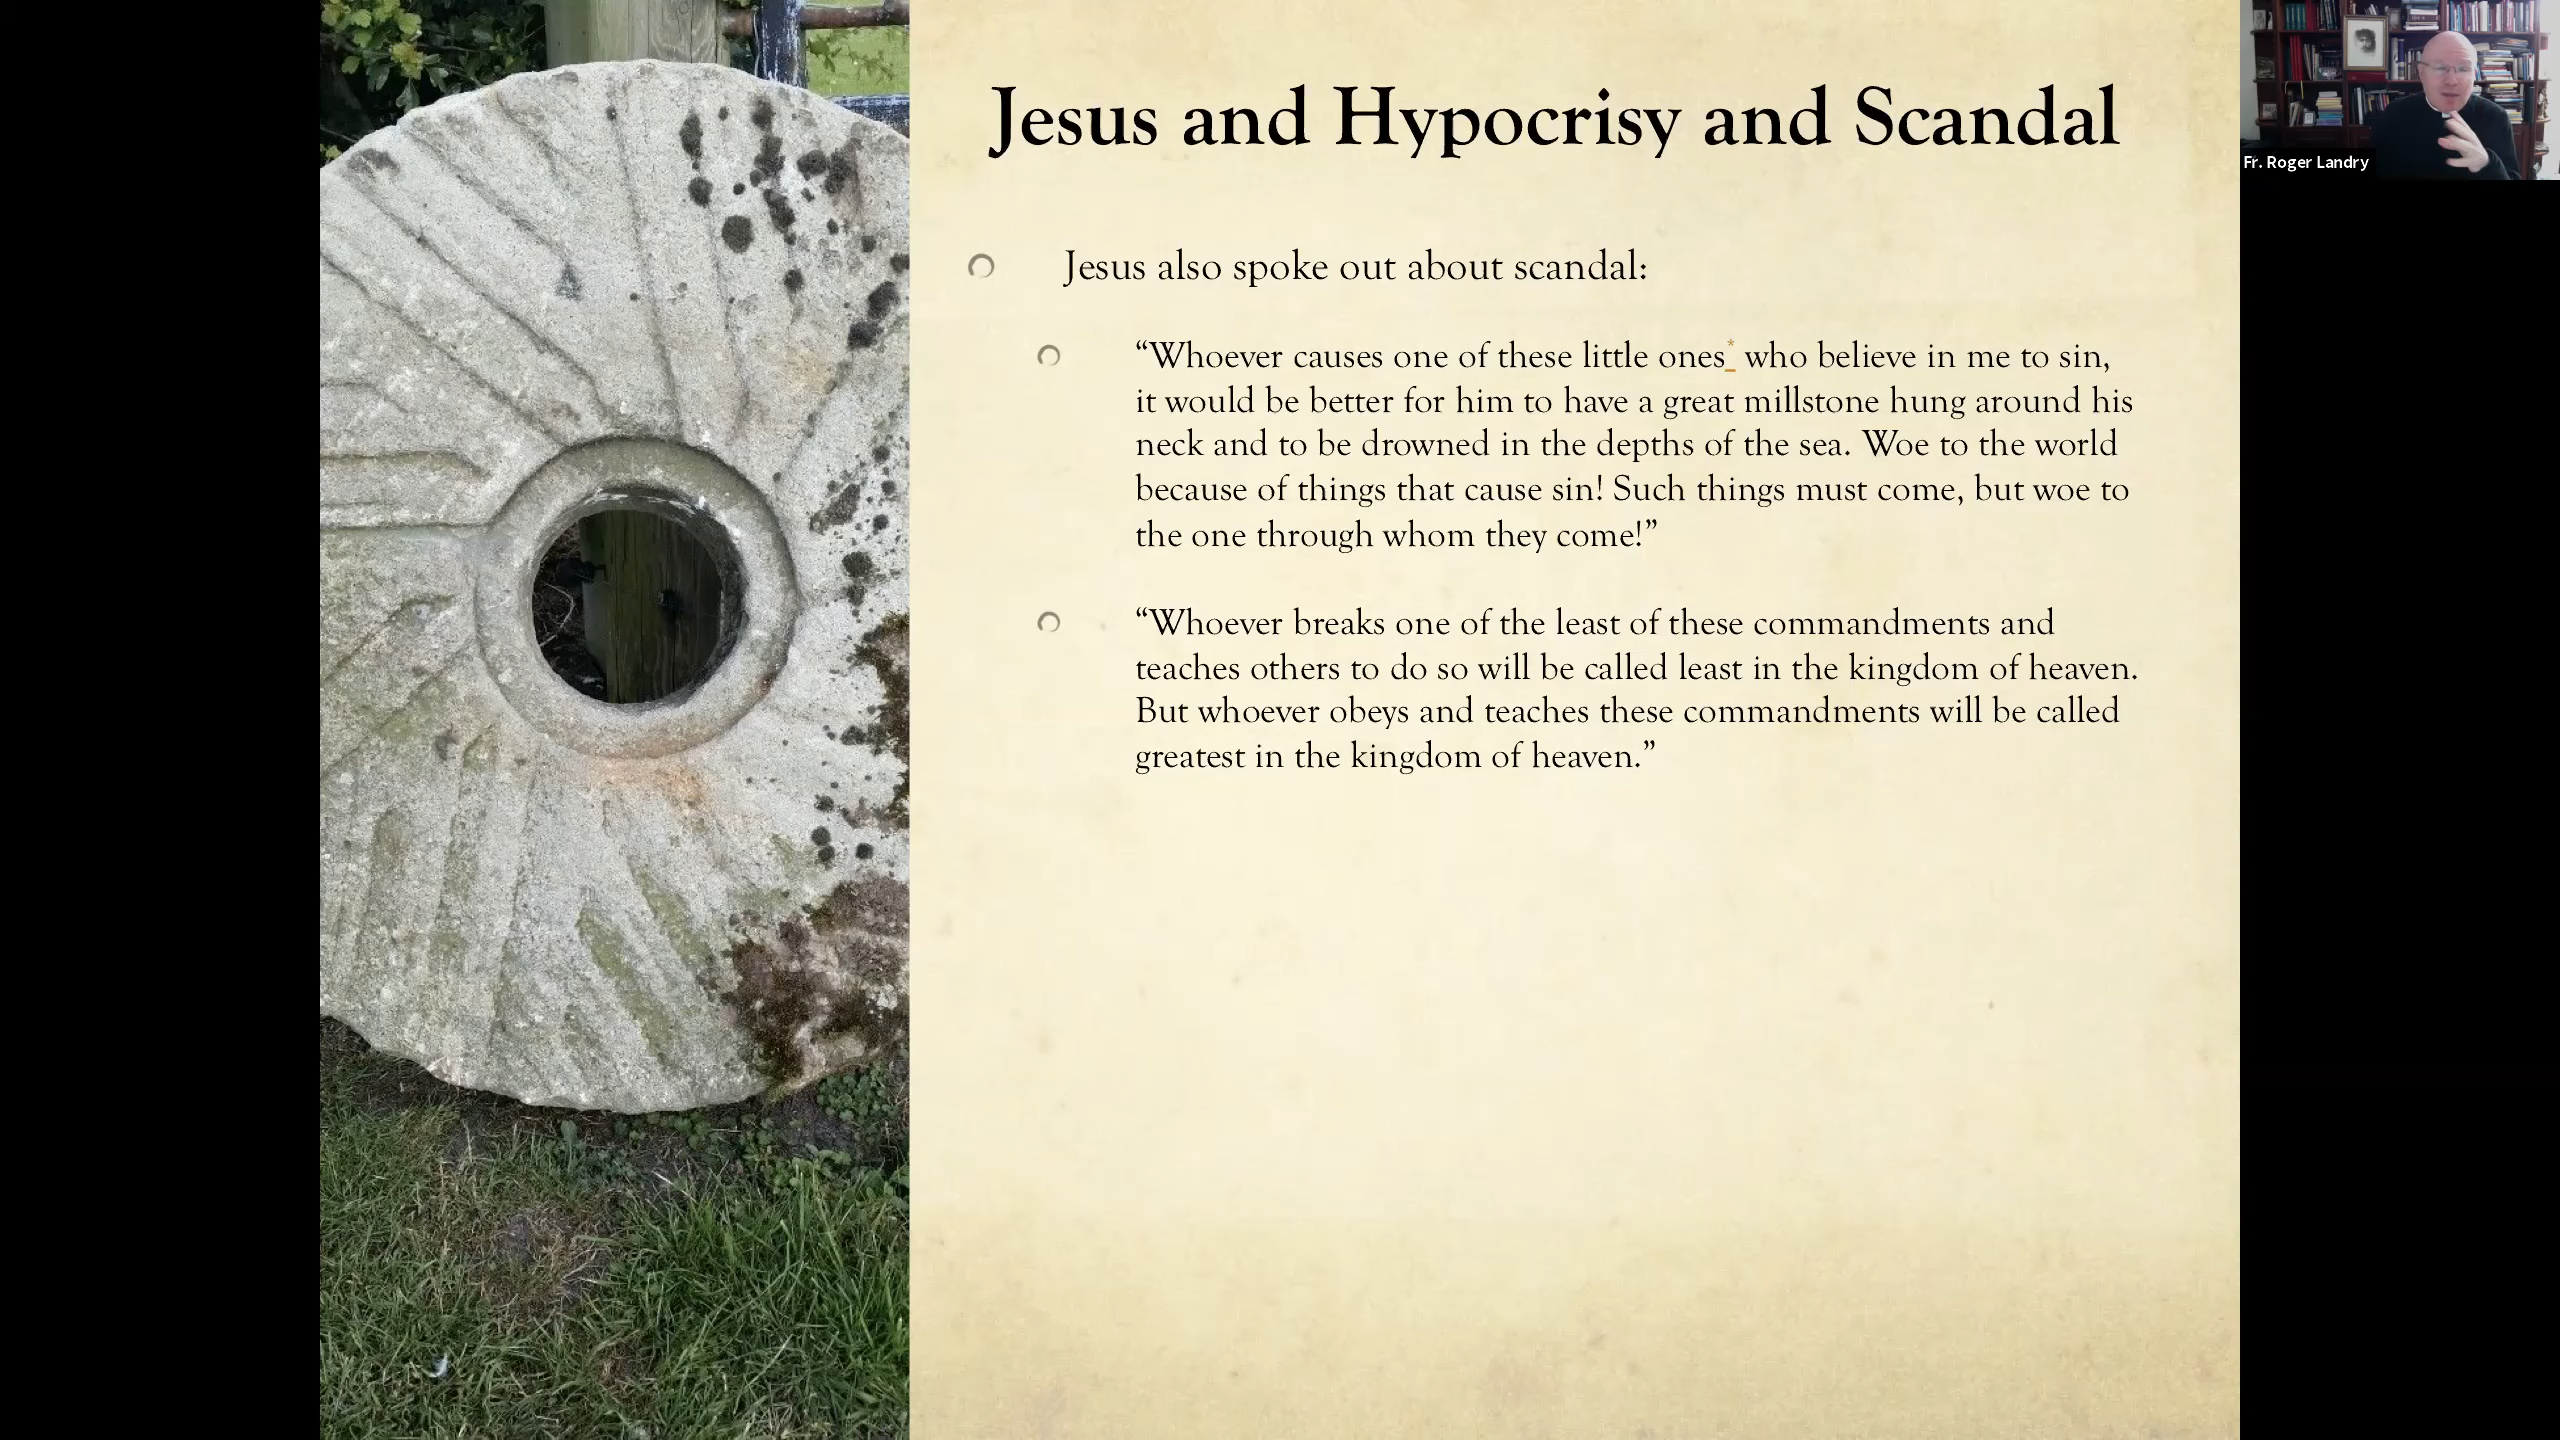 Jesus and Hypocrisy and Scandal
Fr. Roger Landry
Jesus also spoke out about scandal:
“Whoever causes one of these little ones* who believe in me to sin,
it would be better for him to have a great millstone hung around his
neck and to be drowned in the depths of the sea. Woe to the world
because of things that cause sin! Such things must come, but woe to
the one through whom they come!”
“Whoever breaks one of the least of these commandments and
teaches others to do so will be called least in the kingdom of heaven.
But whoever obeys and teaches these commandments will be called
greatest in the kingdom of heaven.”